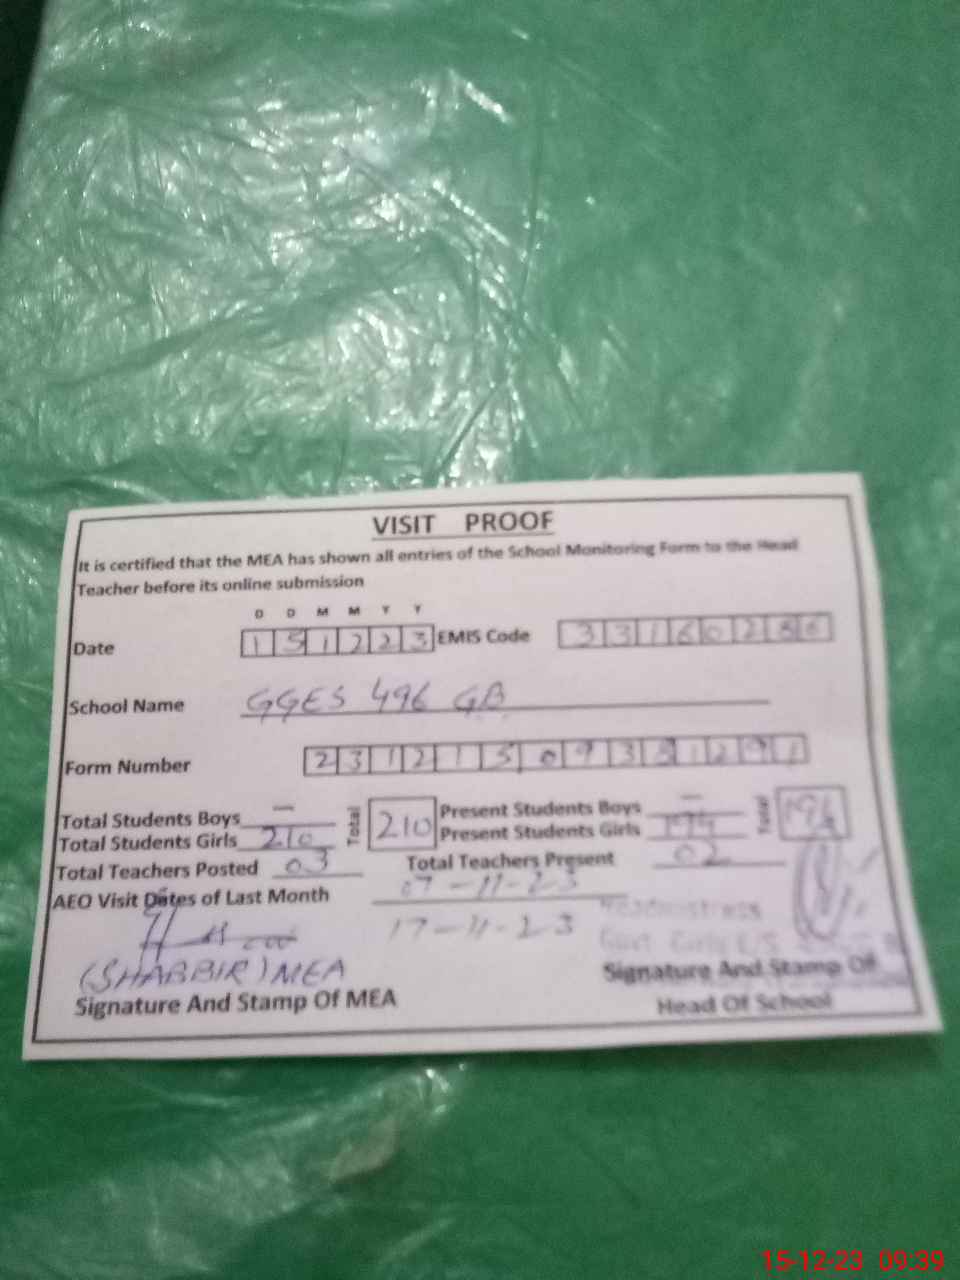 VISIT PROOF
It is certified that the MEA has shown all entries of the School Monitoring Form to the Head
Teacher before its online submission
D D M M Y Y
Date 1 5 1 2 2 3 EMIS Code 3 3 1 6 0 2 8 6
School Name GGES 496 GB
Form Number 2 3 1 2 1 5 0 9 3 8 1 2 9 1
Total Students Boys — Total 210 Present Students Boys — Total 194
Total Students Girls 210 Present Students Girls 194
Total Teachers Posted 03 Total Teachers Present 02
AEO Visit Dates of Last Month 07-11-23
17-11-23
Headmistress
Govt Girls E/S
(SHABBIR) MEA
Signature And Stamp Of MEA
Signature And Stamp Of
Head Of School
15-12-23 09:39